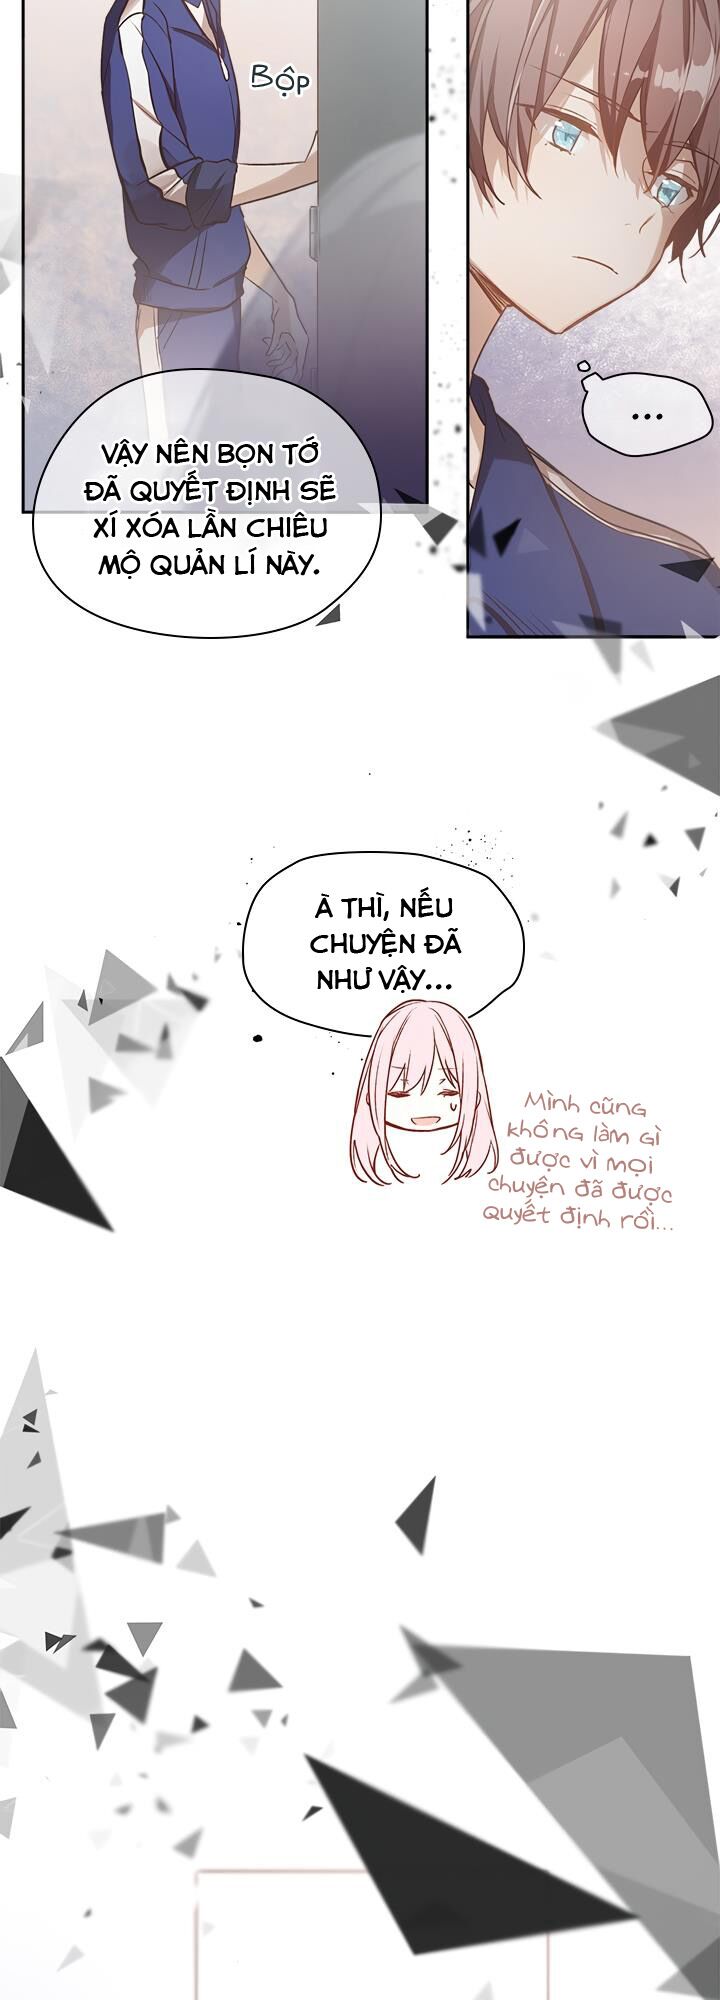 BỘP
...
VẬY NÊN BỌN TỚ
ĐÃ QUYẾT ĐỊNH SẼ
XÍ XÓA LẦN CHIÊU
MỘ QUẢN LÍ NÀY.
À THÌ, NẾU
CHUYỆN ĐÃ
NHƯ VẬY...
Mình cũng
không làm gì
được vì mọi
chuyện đã được
quyết định rồi...